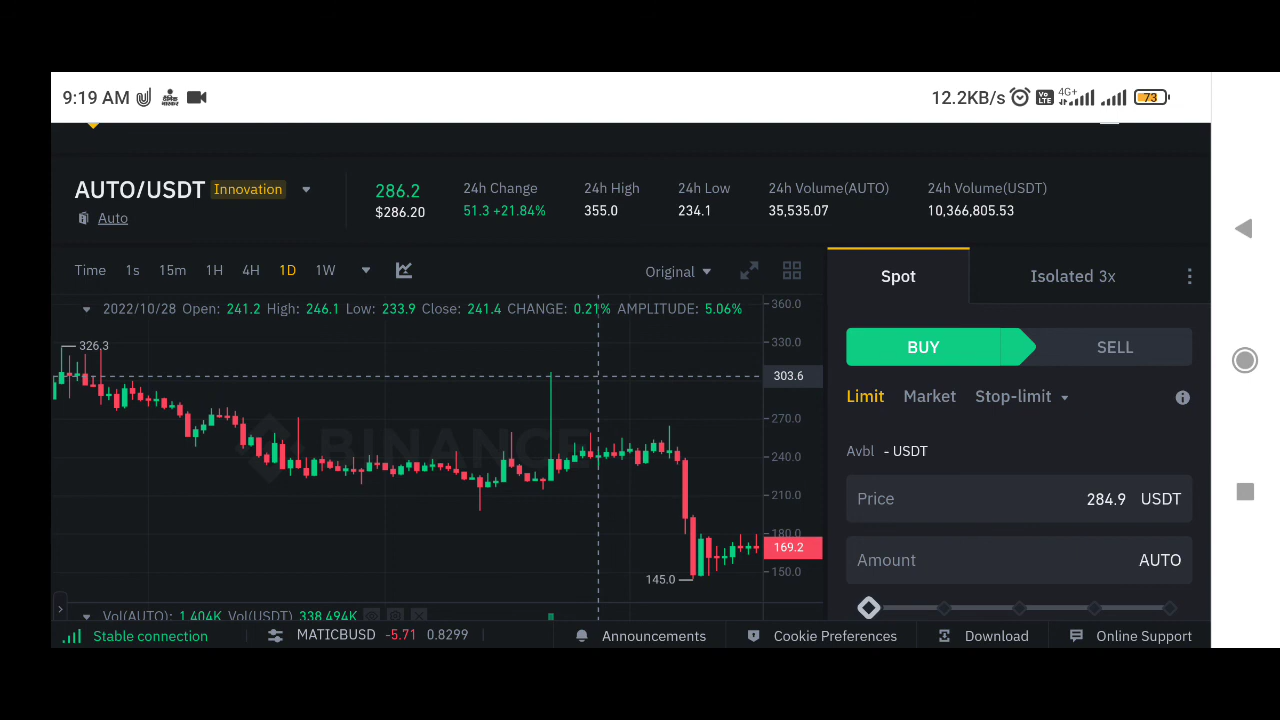 9:19 AM
12.2KB/s Vo LTE 4G+ 73
AUTO/USDT Innovation
Auto
286.2
$286.20
24h Change
51.3 +21.84%
24h High
355.0
24h Low
234.1
24h Volume(AUTO)
35,535.07
24h Volume(USDT)
10,366,805.53
Time 1s 15m 1H 4H 1D 1W
Original
2022/10/28 Open: 241.2 High: 246.1 Low: 233.9 Close: 241.4 CHANGE: 0.21% AMPLITUDE: 5.06%
360.0
326.3
330.0
303.6
270.0
BINANCE
240.0
210.0
180.0
169.2
150.0
145.0
Vol(AUTO): 1.404K Vol(USDT) 338.494K
Spot
Isolated 3x
BUY
SELL
Limit Market Stop-limit
Avbl - USDT
Price 284.9 USDT
Amount AUTO
Stable connection MATICBUSD -5.71 0.8299 Announcements Cookie Preferences Download Online Support